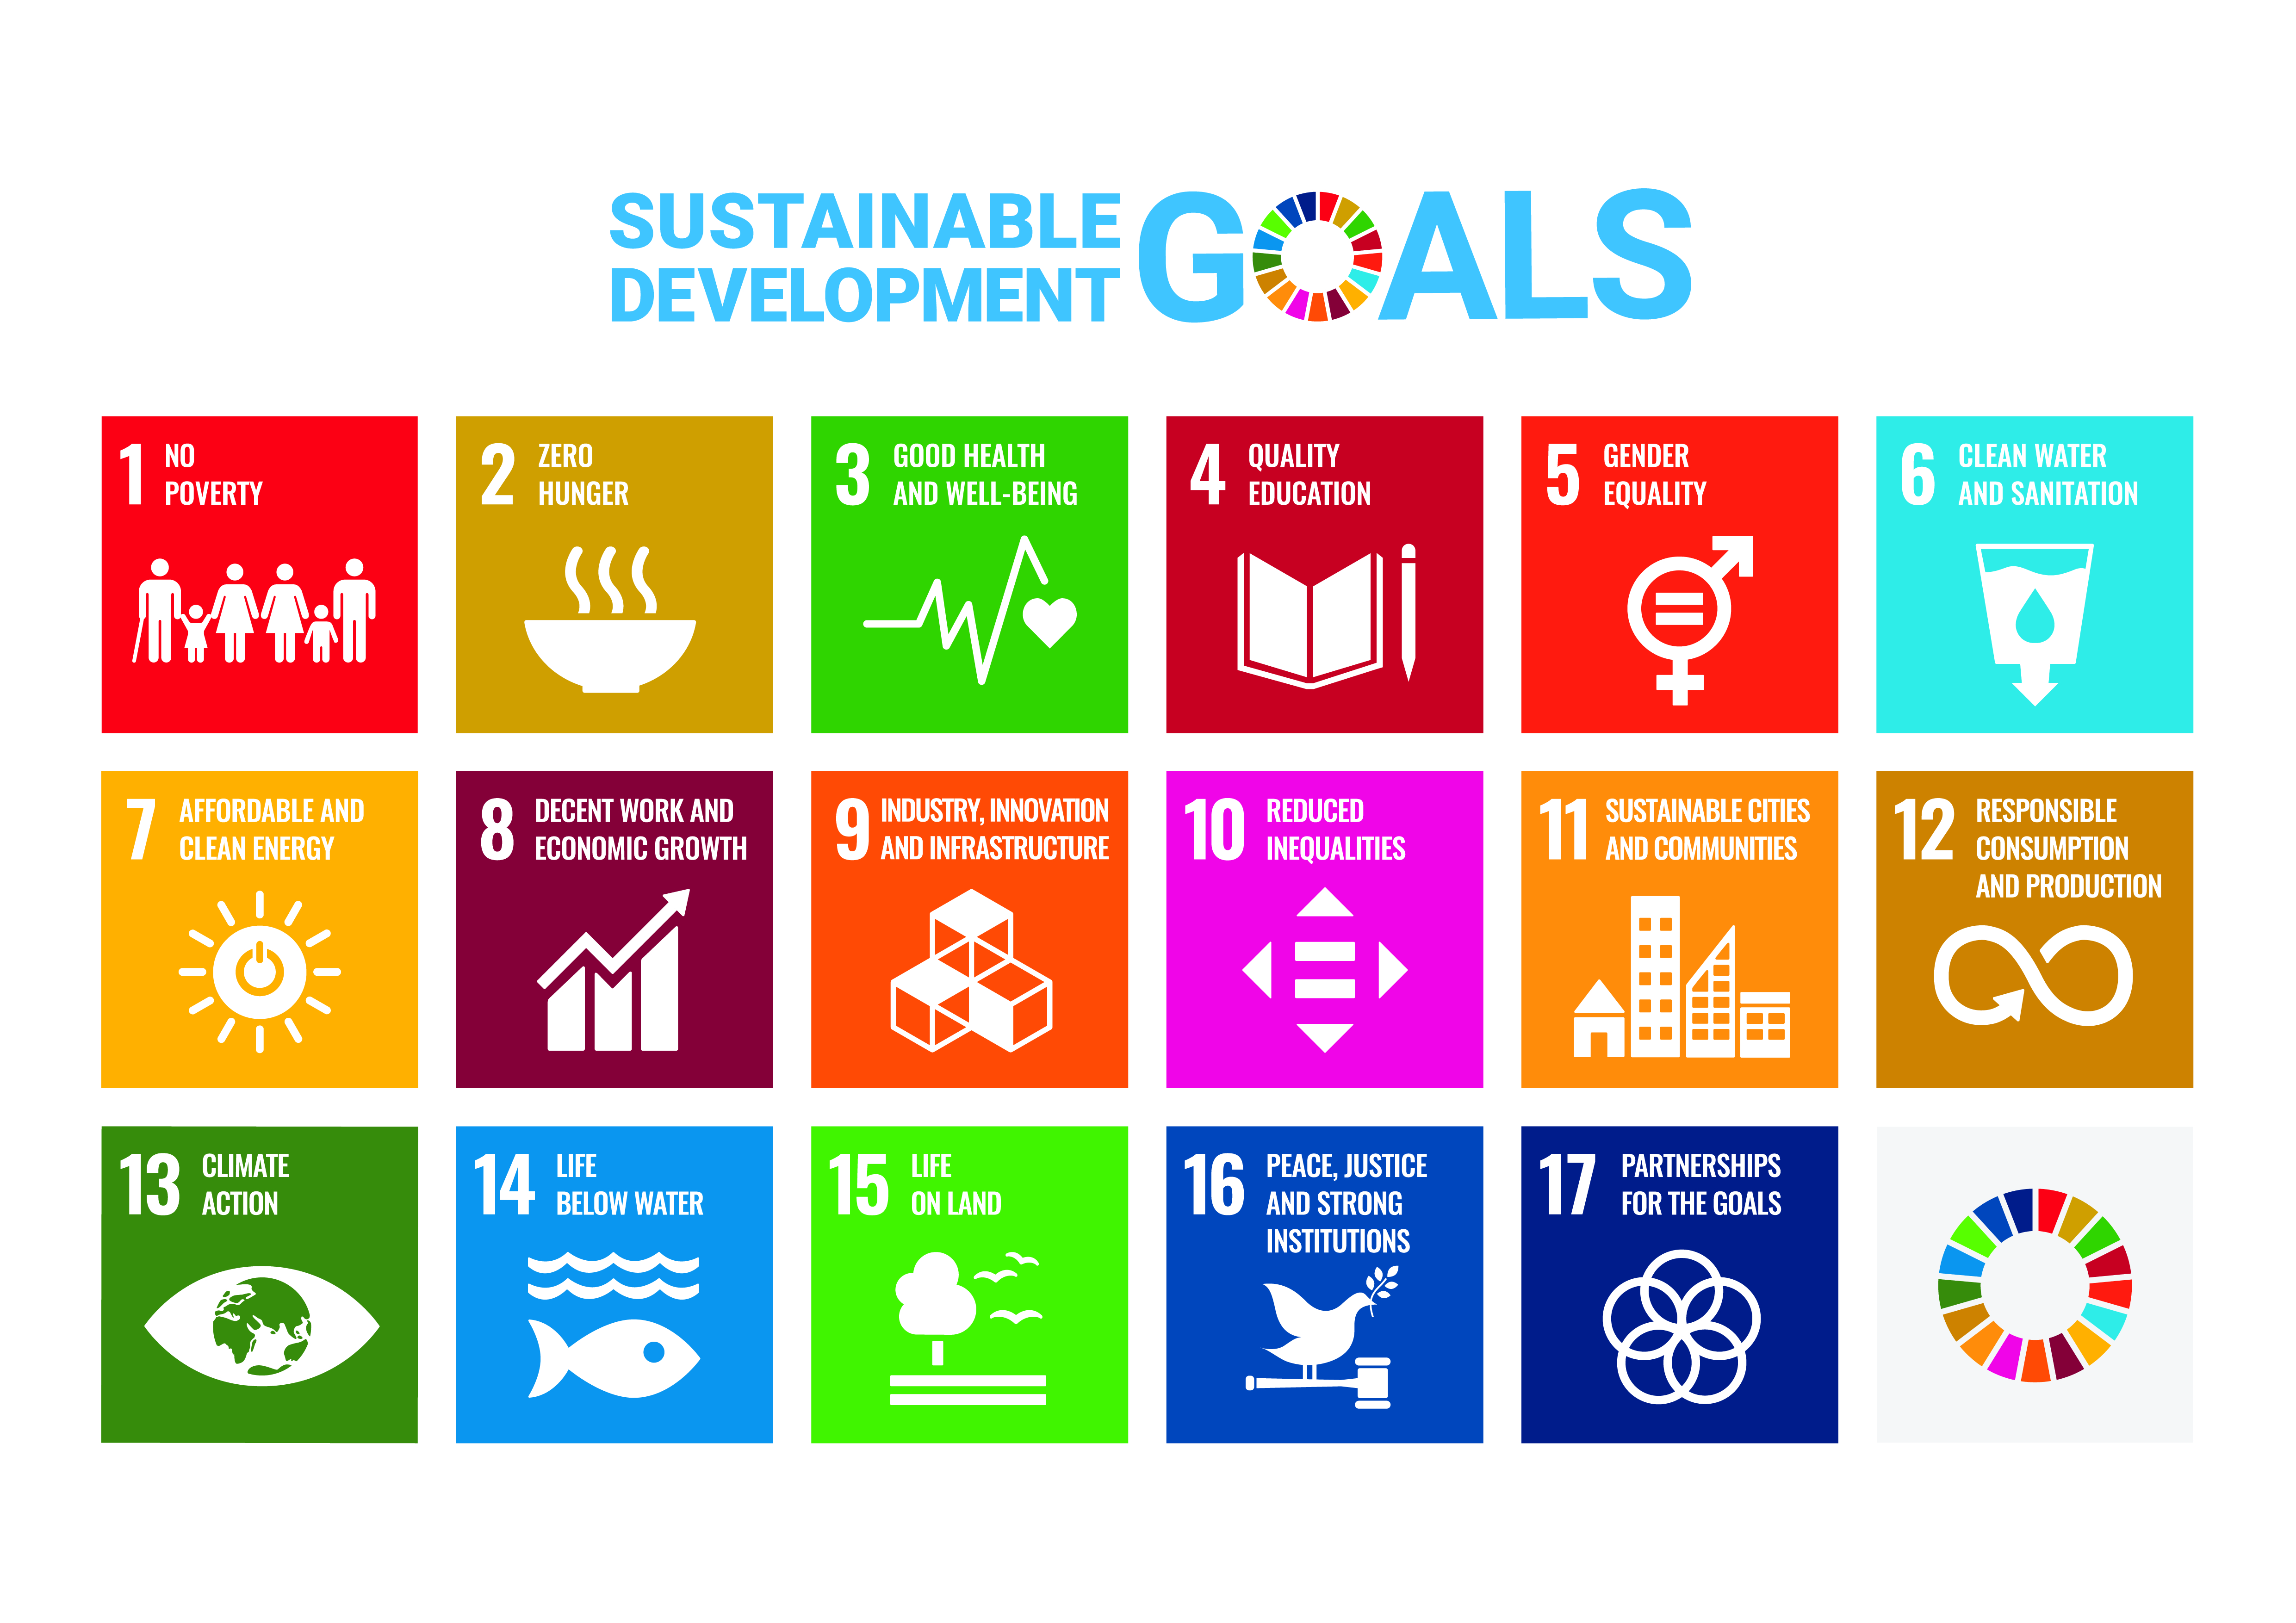 SUSTAINABLE
DEVELOPMENT
GOALS
1 NO
POVERTY
2 ZERO
HUNGER
3 GOOD HEALTH
AND WELL-BEING
4 QUALITY
EDUCATION
5 GENDER
EQUALITY
6 CLEAN WATER
AND SANITATION
7 AFFORDABLE AND
CLEAN ENERGY
8 DECENT WORK AND
ECONOMIC GROWTH
9 INDUSTRY, INNOVATION
AND INFRASTRUCTURE
10 REDUCED
INEQUALITIES
11 SUSTAINABLE CITIES
AND COMMUNITIES
12 RESPONSIBLE
CONSUMPTION
AND PRODUCTION
13 CLIMATE
ACTION
14 LIFE
BELOW WATER
15 LIFE
ON LAND
16 PEACE, JUSTICE
AND STRONG
INSTITUTIONS
17 PARTNERSHIPS
FOR THE GOALS